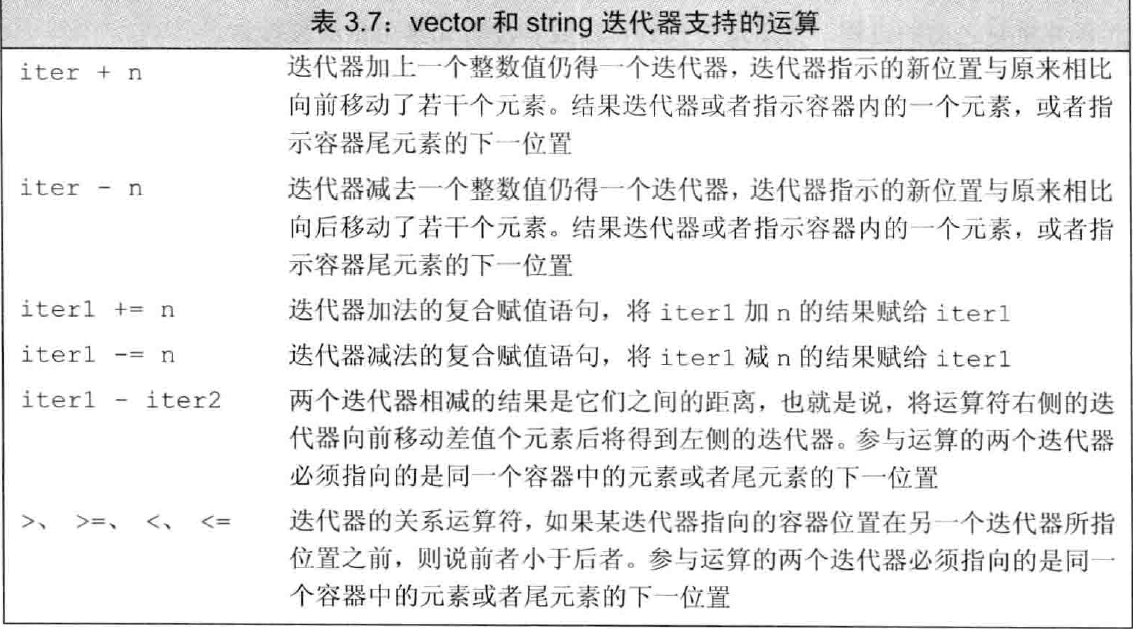 表 3.7：vector 和 string 迭代器支持的运算
iter + n 迭代器加上一个整数值仍得一个迭代器，迭代器指示的新位置与原来相比
向前移动了若干个元素。结果迭代器或者指示容器内的一个元素，或者指
示容器尾元素的下一位置
iter - n 迭代器减去一个整数值仍得一个迭代器，迭代器指示的新位置与原来相比
向后移动了若干个元素。结果迭代器或者指示容器内的一个元素，或者指
示容器尾元素的下一位置
iter1 += n 迭代器加法的复合赋值语句，将 iter1 加 n 的结果赋给 iter1
iter1 -= n 迭代器减法的复合赋值语句，将 iter1 减 n 的结果赋给 iter1
iter1 - iter2 两个迭代器相减的结果是它们之间的距离，也就是说，将运算符右侧的迭
代器向前移动差值个元素后将得到左侧的迭代器。参与运算的两个迭代器
必须指向的是同一个容器中的元素或者尾元素的下一位置
>、 >=、 <、 <= 迭代器的关系运算符，如果某迭代器指向的容器位置在另一个迭代器所指
位置之前，则说前者小于后者。参与运算的两个迭代器必须指向的是同一
个容器中的元素或者尾元素的下一位置